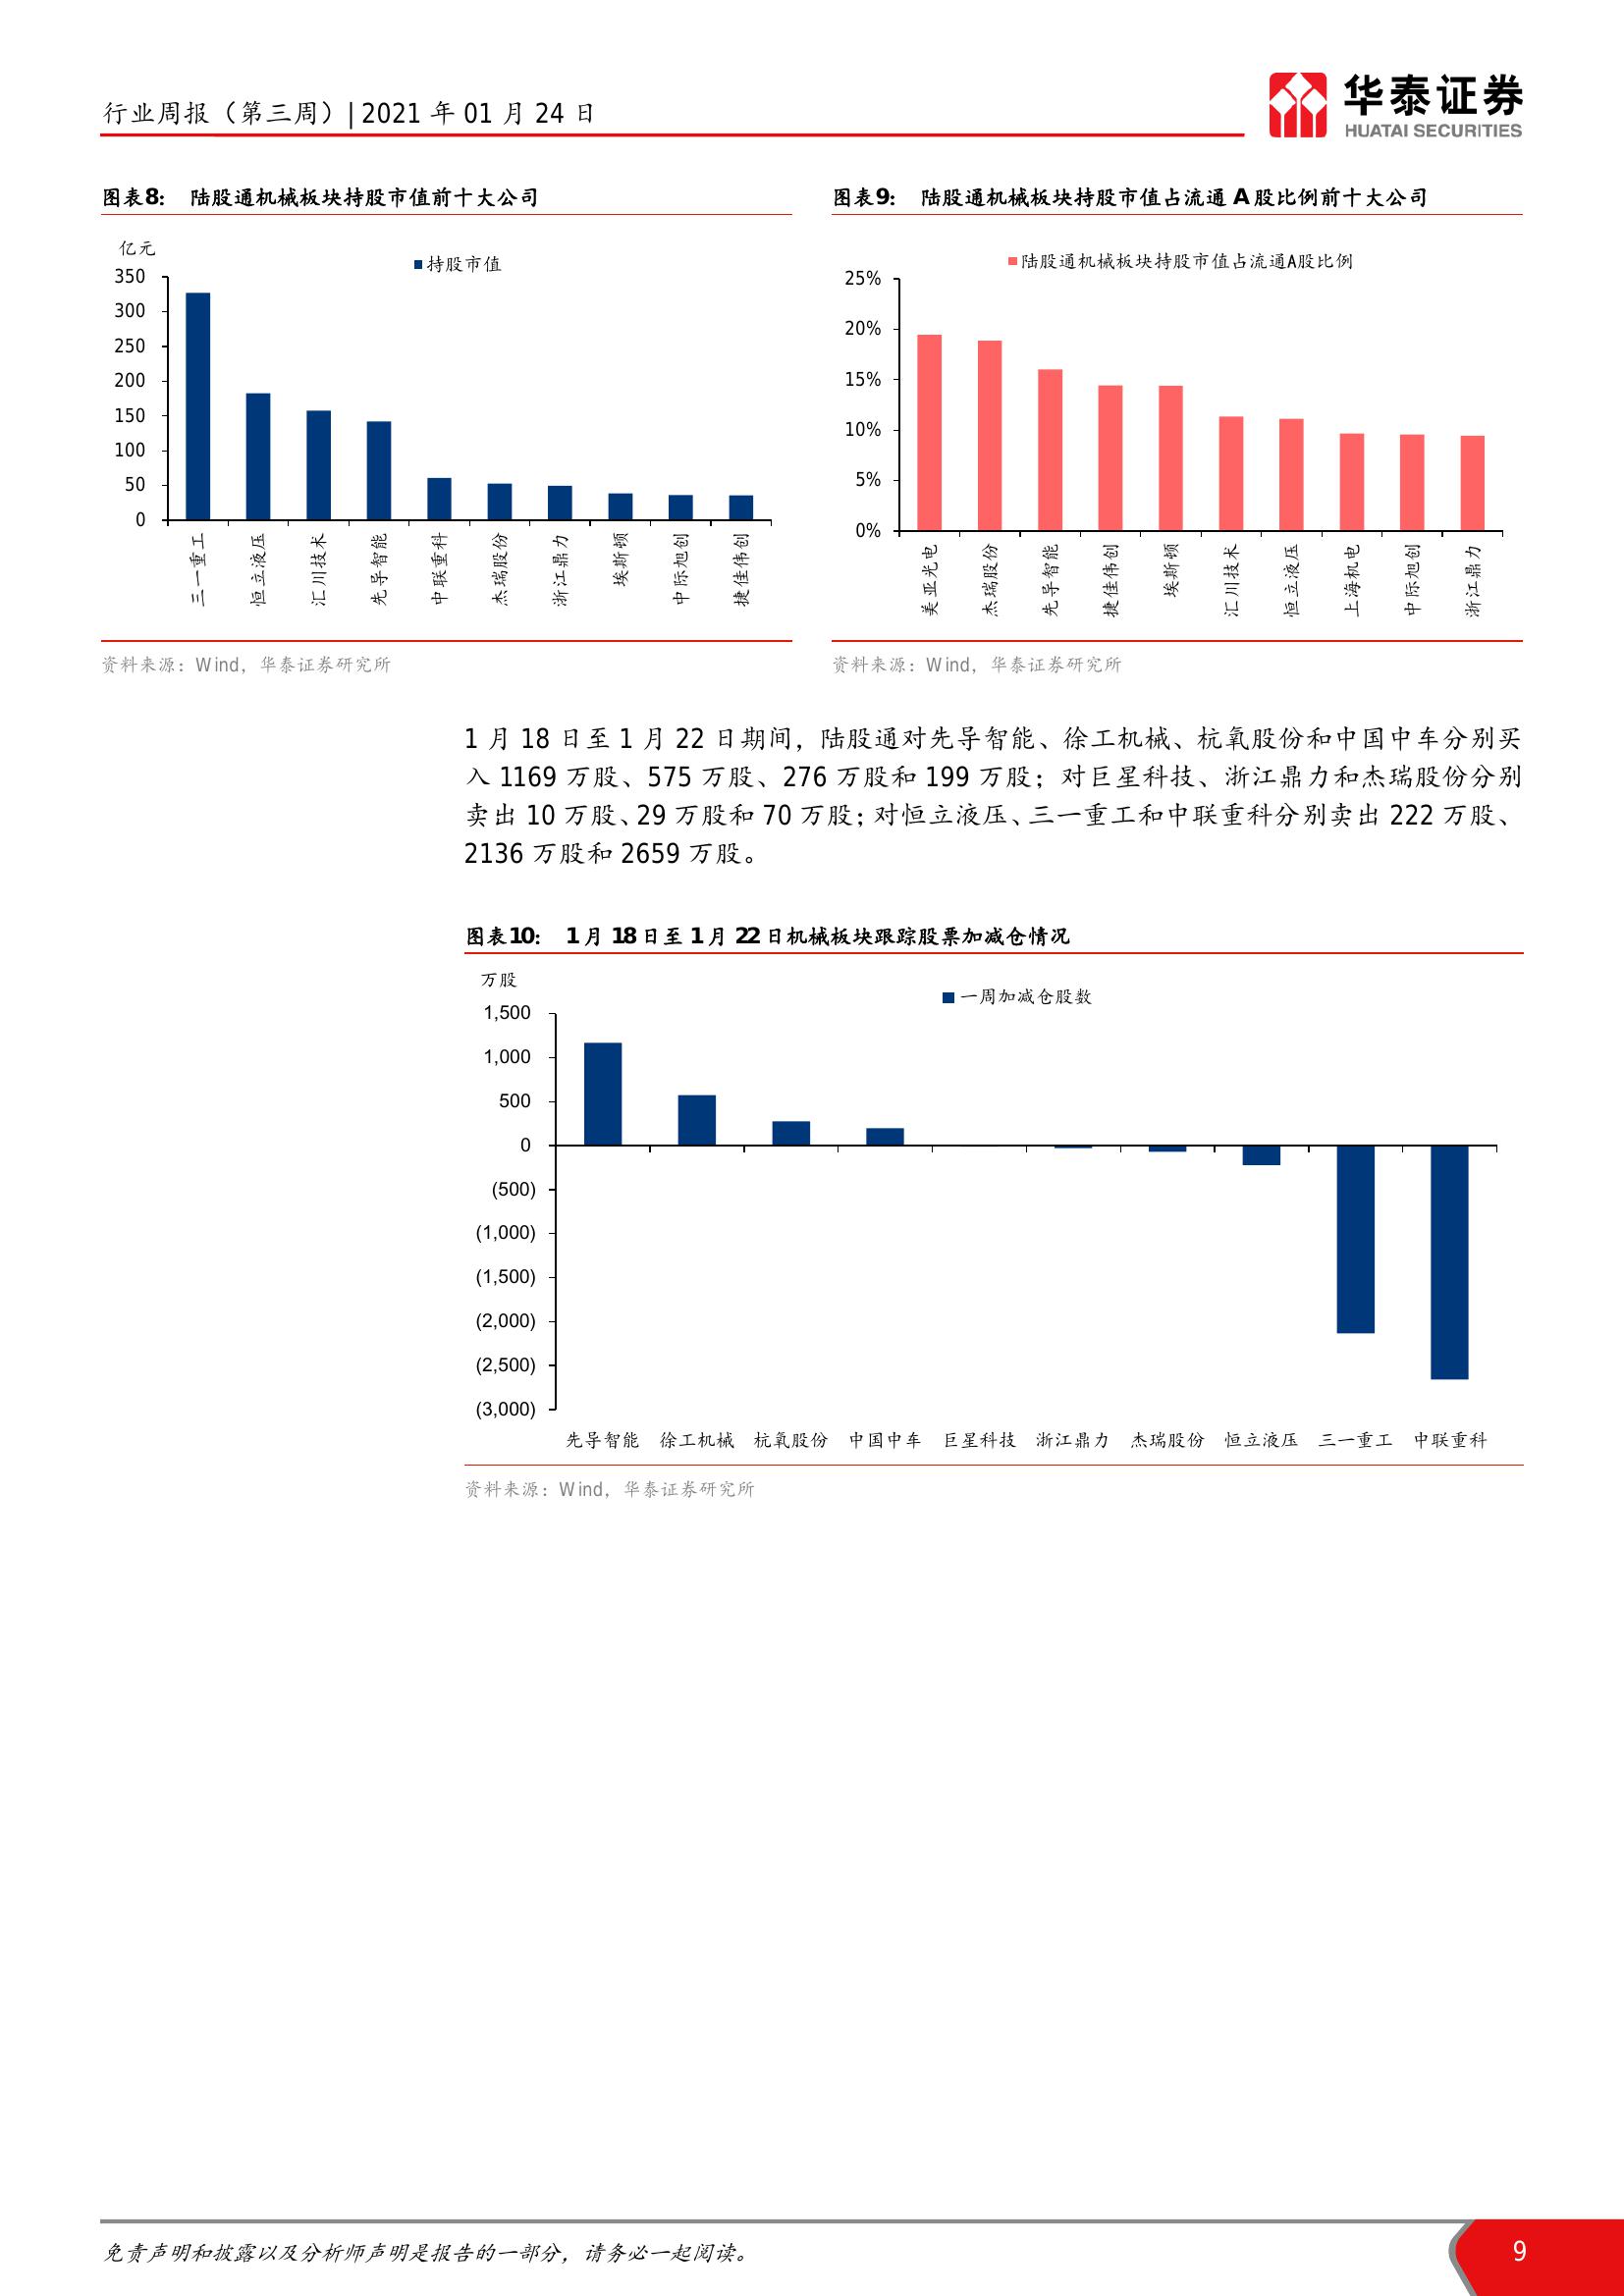 行业周报（第三周）| 2021 年 01 月 24 日
华泰证券
HUATAI SECURITIES
图表8： 陆股通机械板块持股市值前十大公司
亿元
持股市值
350
300
250
200
150
100
50
0
三一重工
恒立液压
汇川技术
先导智能
中联重科
杰瑞股份
浙江鼎力
埃斯顿
中际旭创
捷佳伟创
资料来源：Wind，华泰证券研究所
图表9： 陆股通机械板块持股市值占流通 A 股比例前十大公司
陆股通机械板块持股市值占流通A股比例
25%
20%
15%
10%
5%
0%
美亚光电
杰瑞股份
先导智能
捷佳伟创
埃斯顿
汇川技术
恒立液压
上海机电
中际旭创
浙江鼎力
资料来源：Wind，华泰证券研究所
1 月 18 日至 1 月 22 日期间，陆股通对先导智能、徐工机械、杭氧股份和中国中车分别买
入 1169 万股、575 万股、276 万股和 199 万股；对巨星科技、浙江鼎力和杰瑞股份分别
卖出 10 万股、29 万股和 70 万股；对恒立液压、三一重工和中联重科分别卖出 222 万股、
2136 万股和 2659 万股。
图表10： 1 月 18 日至 1 月 22 日机械板块跟踪股票加减仓情况
万股
一周加减仓股数
1,500
1,000
500
0
(500)
(1,000)
(1,500)
(2,000)
(2,500)
(3,000)
先导智能 徐工机械 杭氧股份 中国中车 巨星科技 浙江鼎力 杰瑞股份 恒立液压 三一重工 中联重科
资料来源：Wind，华泰证券研究所
免责声明和披露以及分析师声明是报告的一部分，请务必一起阅读。
9